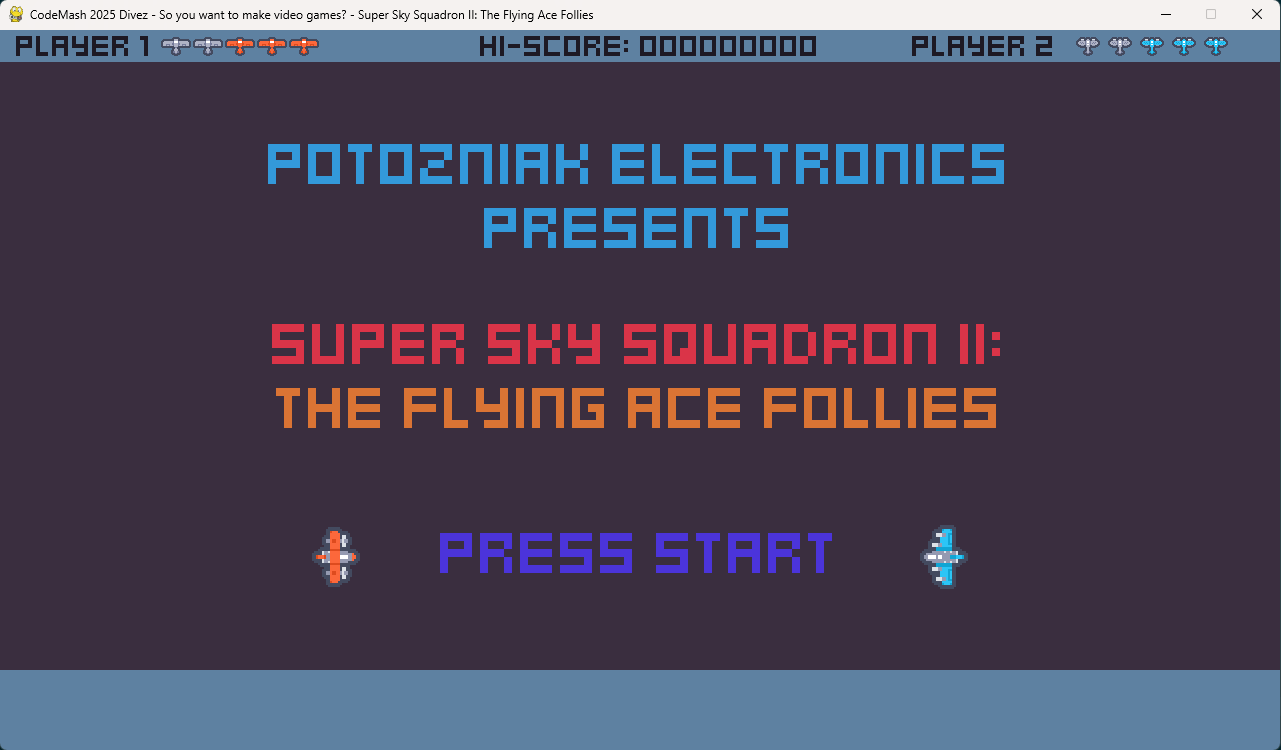 CodeMash 2025 Divez - So you want to make video games? - Super Sky Squadron II: The Flying Ace Follies
PLAYER 1 HI-SCORE: 000000000 PLAYER 2
POTOZNIAK ELECTRONICS
PRESENTS
SUPER SKY SQUADRON II:
THE FLYING ACE FOLLIES
PRESS START